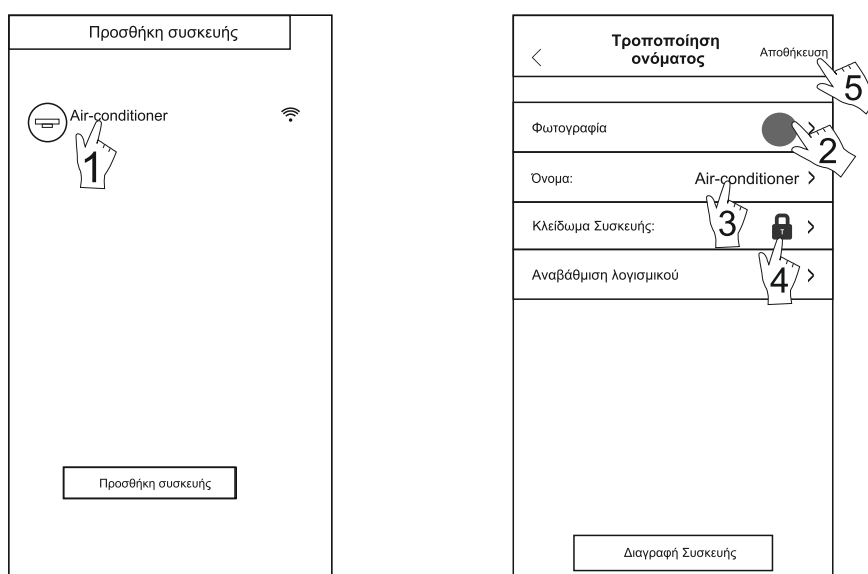 Προσθήκη συσκευής
Air-conditioner
1
Προσθήκη συσκευής
Τροποποίηση
ονόματος
Αποθήκευση
5
Φωτογραφία
2
Όνομα:
Air-conditioner
3
Κλείδωμα Συσκευής:
4
Αναβάθμιση λογισμικού
Διαγραφή Συσκευής